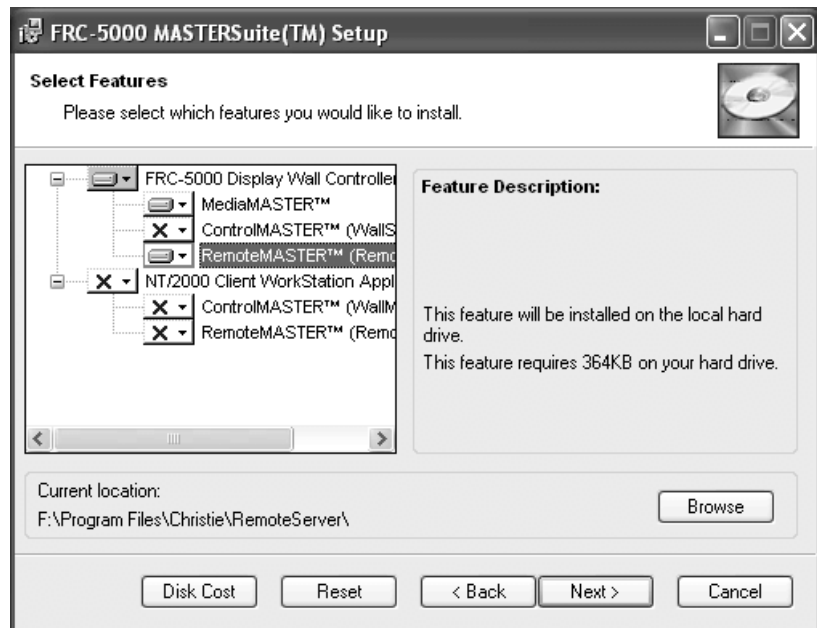 FRC-5000 MASTERSuite(TM) Setup
Select Features
Please select which features you would like to install.
FRC-5000 Display Wall Controller
MediaMASTER™
ControlMASTER™ (WallS
RemoteMASTER™ (Remo
NT/2000 Client WorkStation Appl
ControlMASTER™ (WallM
RemoteMASTER™ (Remo
Feature Description:
This feature will be installed on the local hard
drive.
This feature requires 364KB on your hard drive.
Current location:
F:\Program Files\Christie\RemoteServer\
Browse
Disk Cost
Reset
< Back
Next >
Cancel